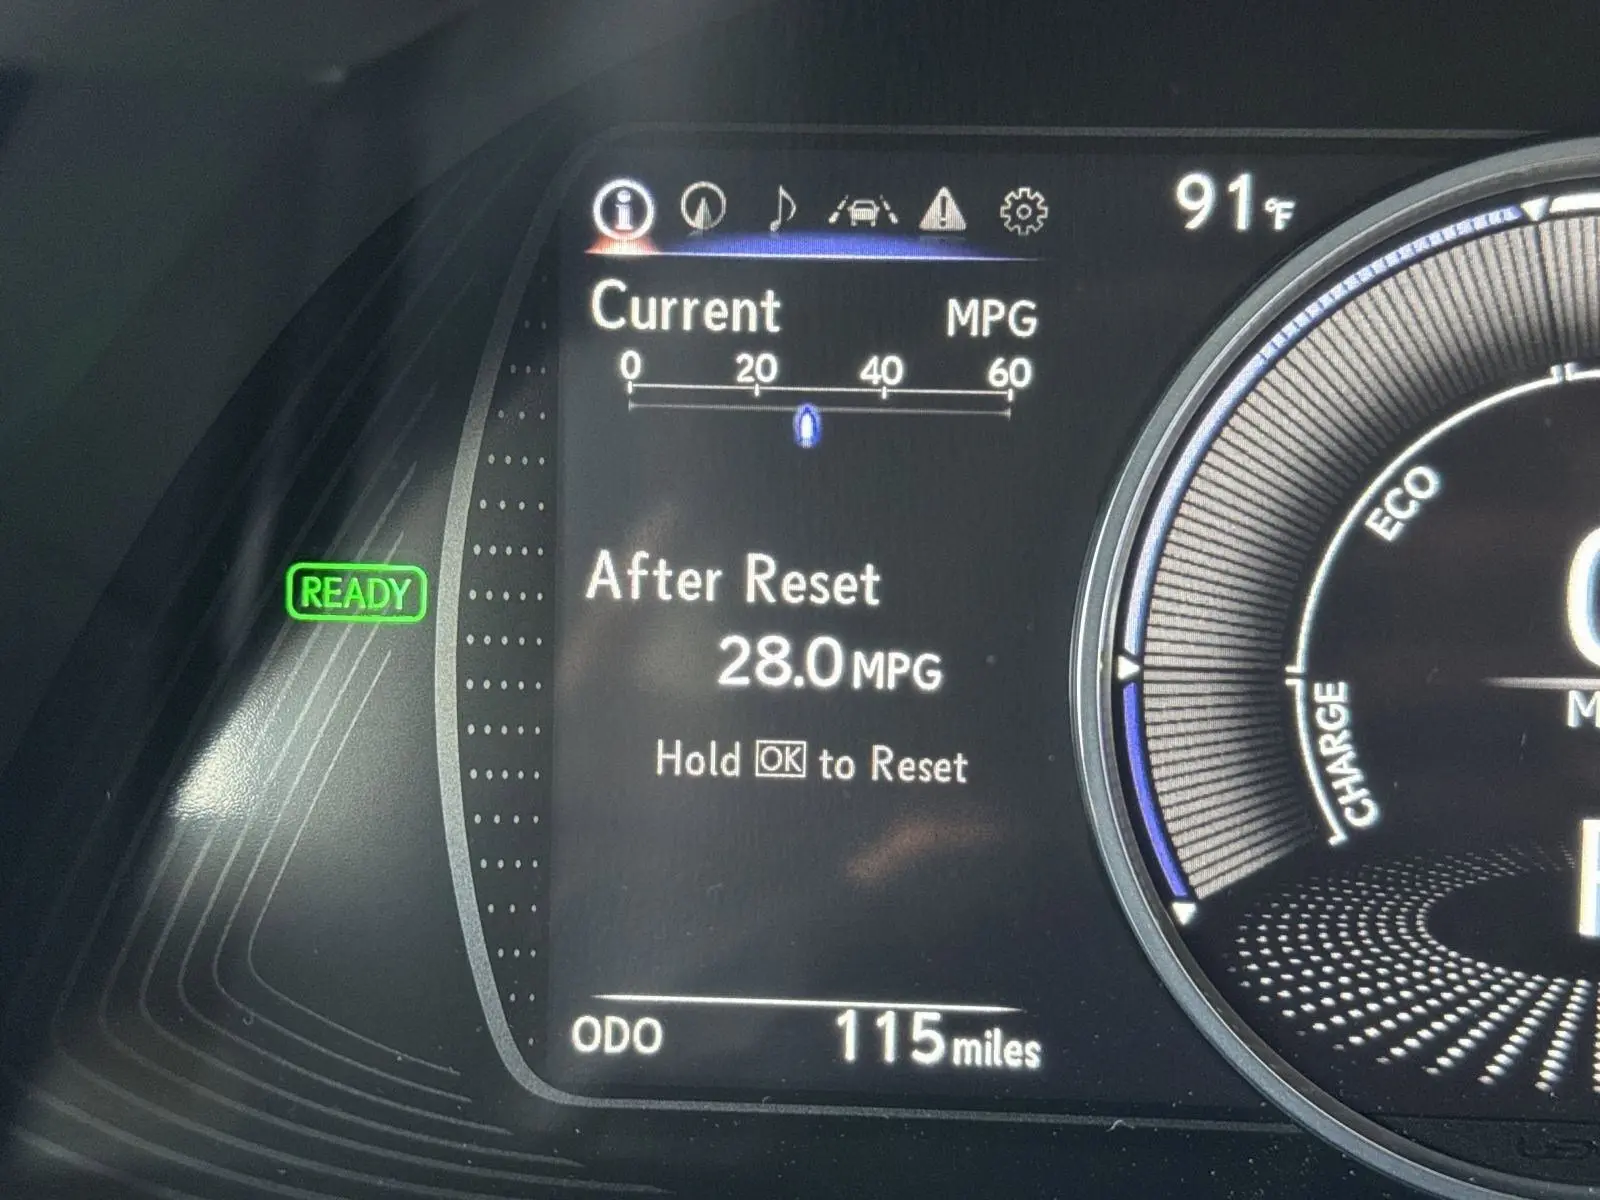 91°F
Current MPG
0 20 40 60
ECO
READY
After Reset
28.0 MPG
Hold OK to Reset
CHARGE
ODO 115 miles